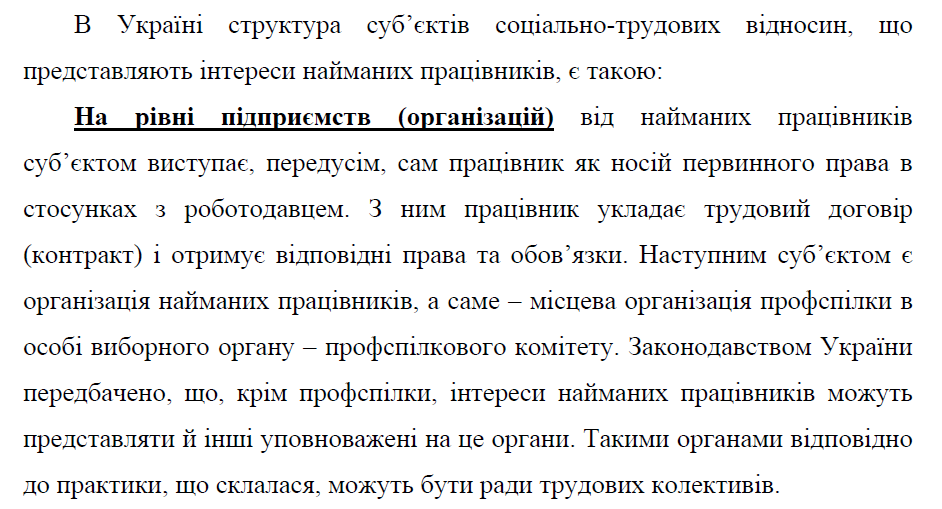 В Україні структура суб’єктів соціально-трудових відносин, що
представляють інтереси найманих працівників, є такою:
На рівні підприємств (організацій) від найманих працівників
суб’єктом виступає, передусім, сам працівник як носій первинного права в
стосунках з роботодавцем. З ним працівник укладає трудовий договір
(контракт) і отримує відповідні права та обов’язки. Наступним суб’єктом є
організація найманих працівників, а саме – місцева організація профспілки в
особі виборного органу – профспілкового комітету. Законодавством України
передбачено, що, крім профспілки, інтереси найманих працівників можуть
представляти й інші уповноважені на це органи. Такими органами відповідно
до практики, що склалася, можуть бути ради трудових колективів.